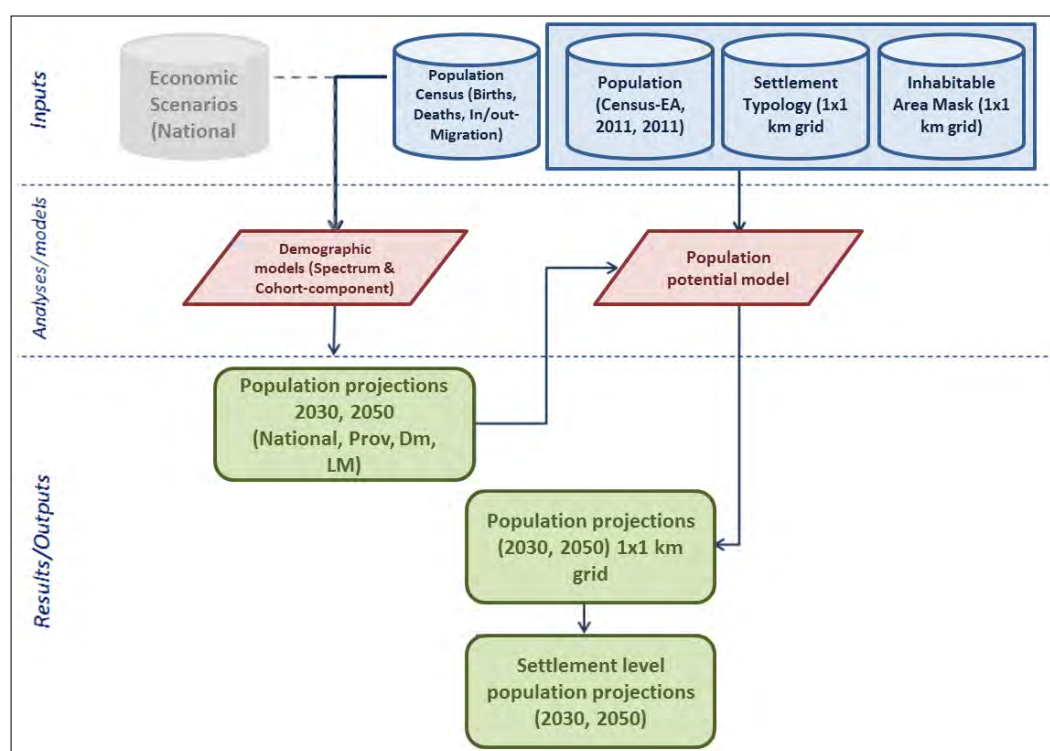 Inputs
Economic
Scenarios
(National
Population
Census (Births,
Deaths, In/out-
Migration)
Population
(Census-EA,
2011, 2011)
Settlement
Typology (1x1
km grid
Inhabitable
Area Mask (1x1
km grid)
Analyses/models
Demographic
models (Spectrum &
Cohort-component)
Population
potential model
Results/Outputs
Population projections
2030, 2050
(National, Prov, Dm,
LM)
Population projections
(2030, 2050) 1x1 km
grid
Settlement level
population projections
(2030, 2050)